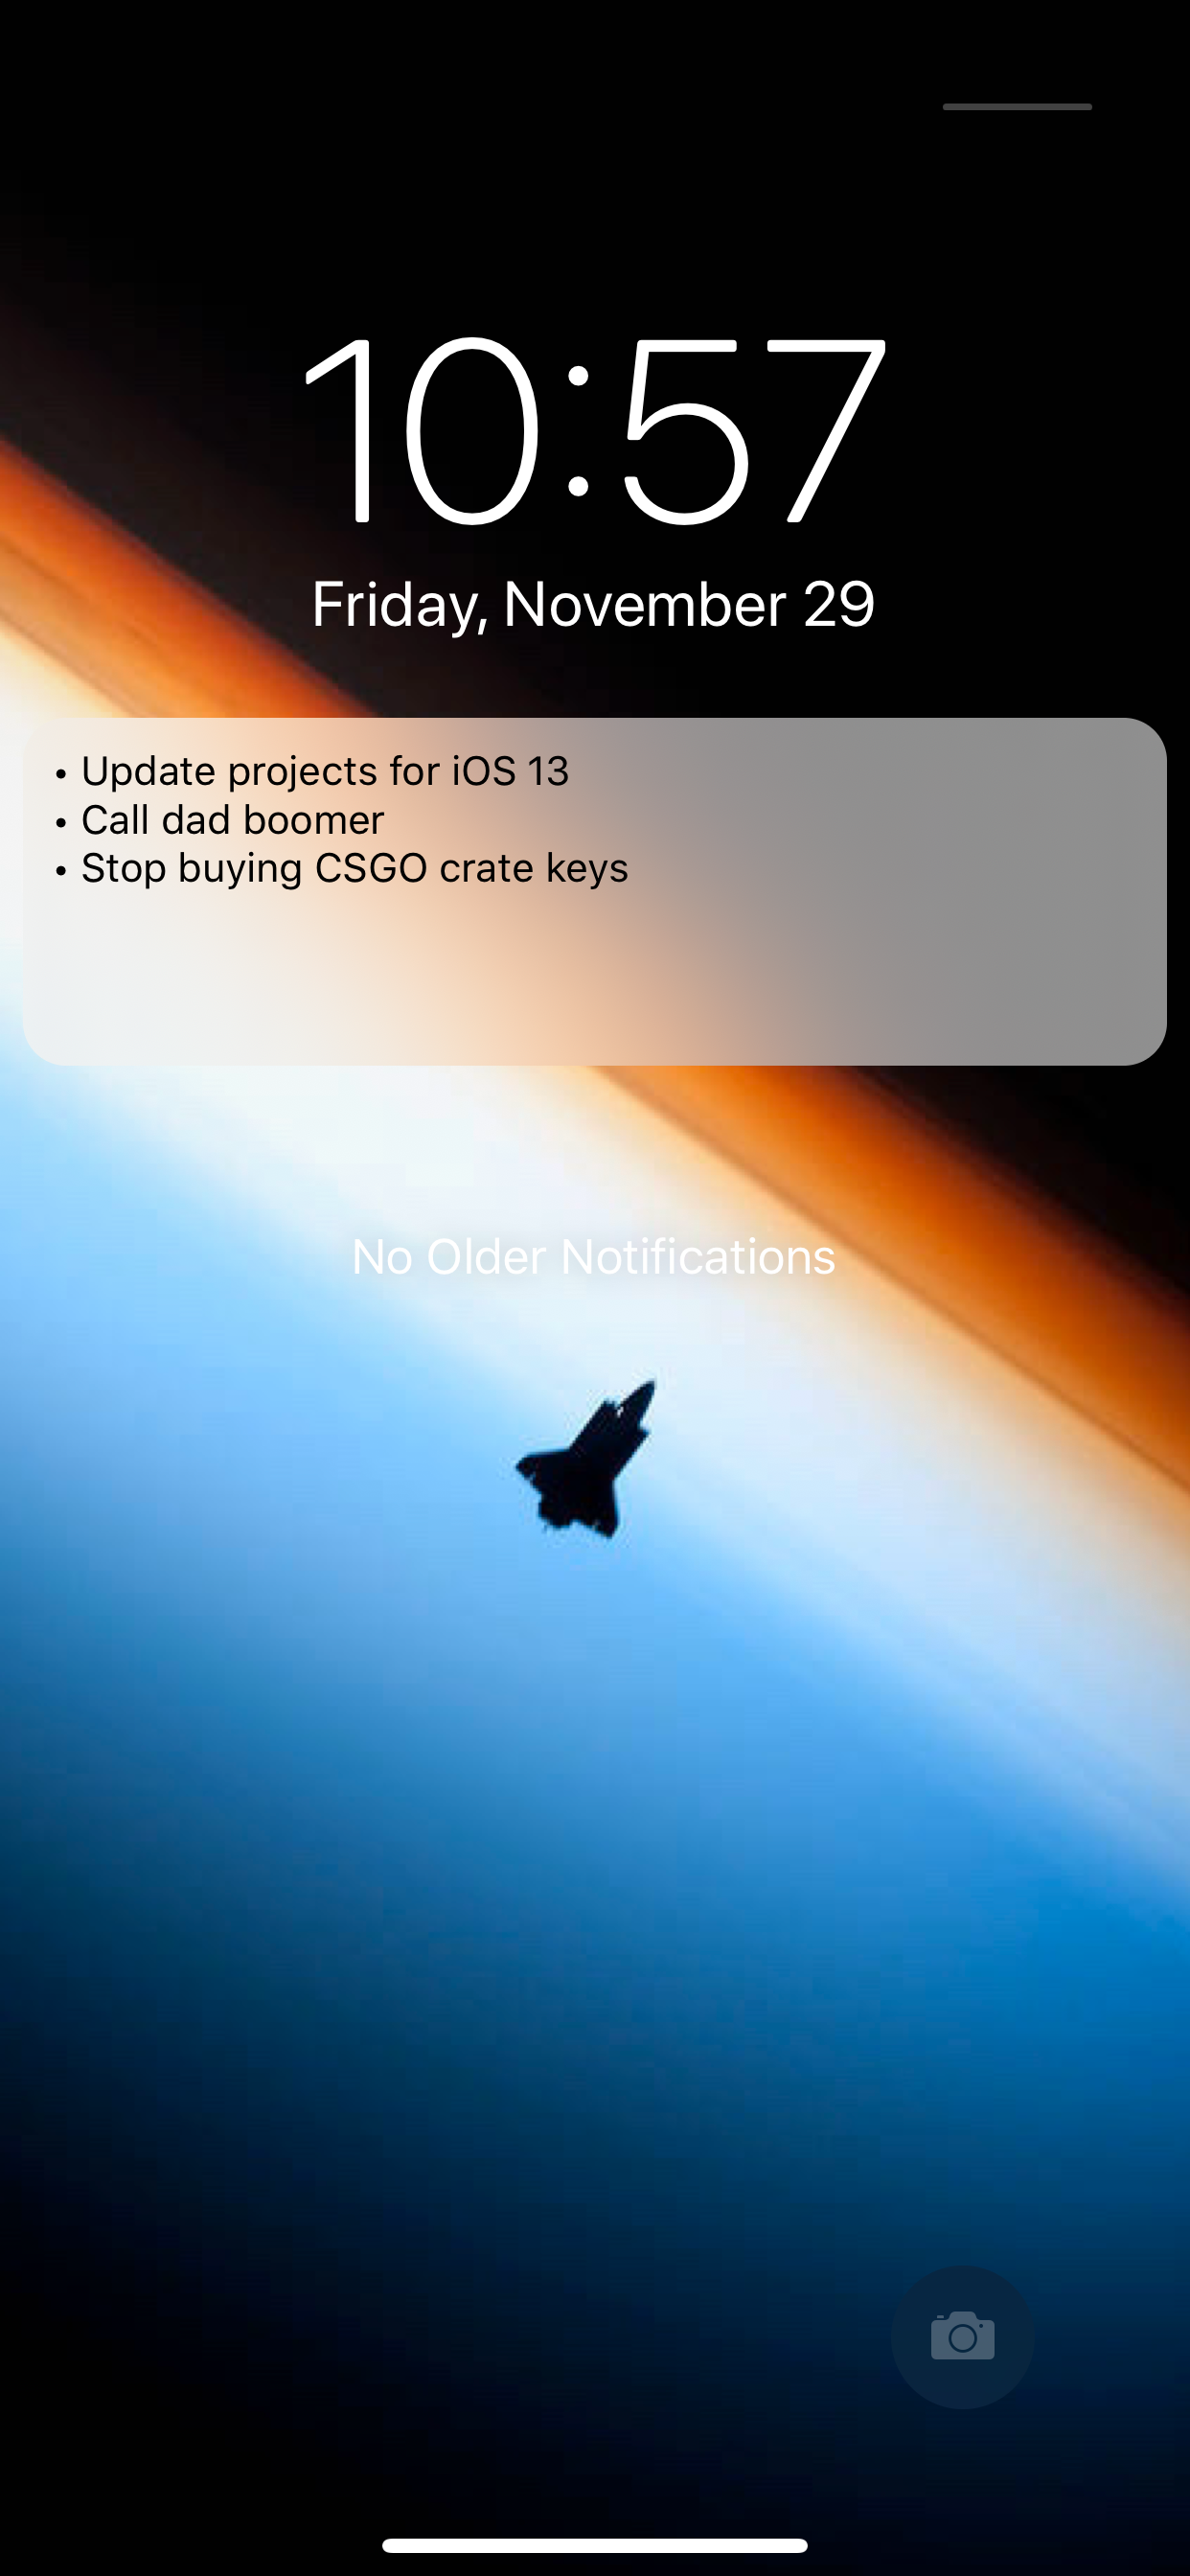 10:57
Friday, November 29
• Update projects for iOS 13
• Call dad boomer
• Stop buying CSGO crate keys
No Older Notifications